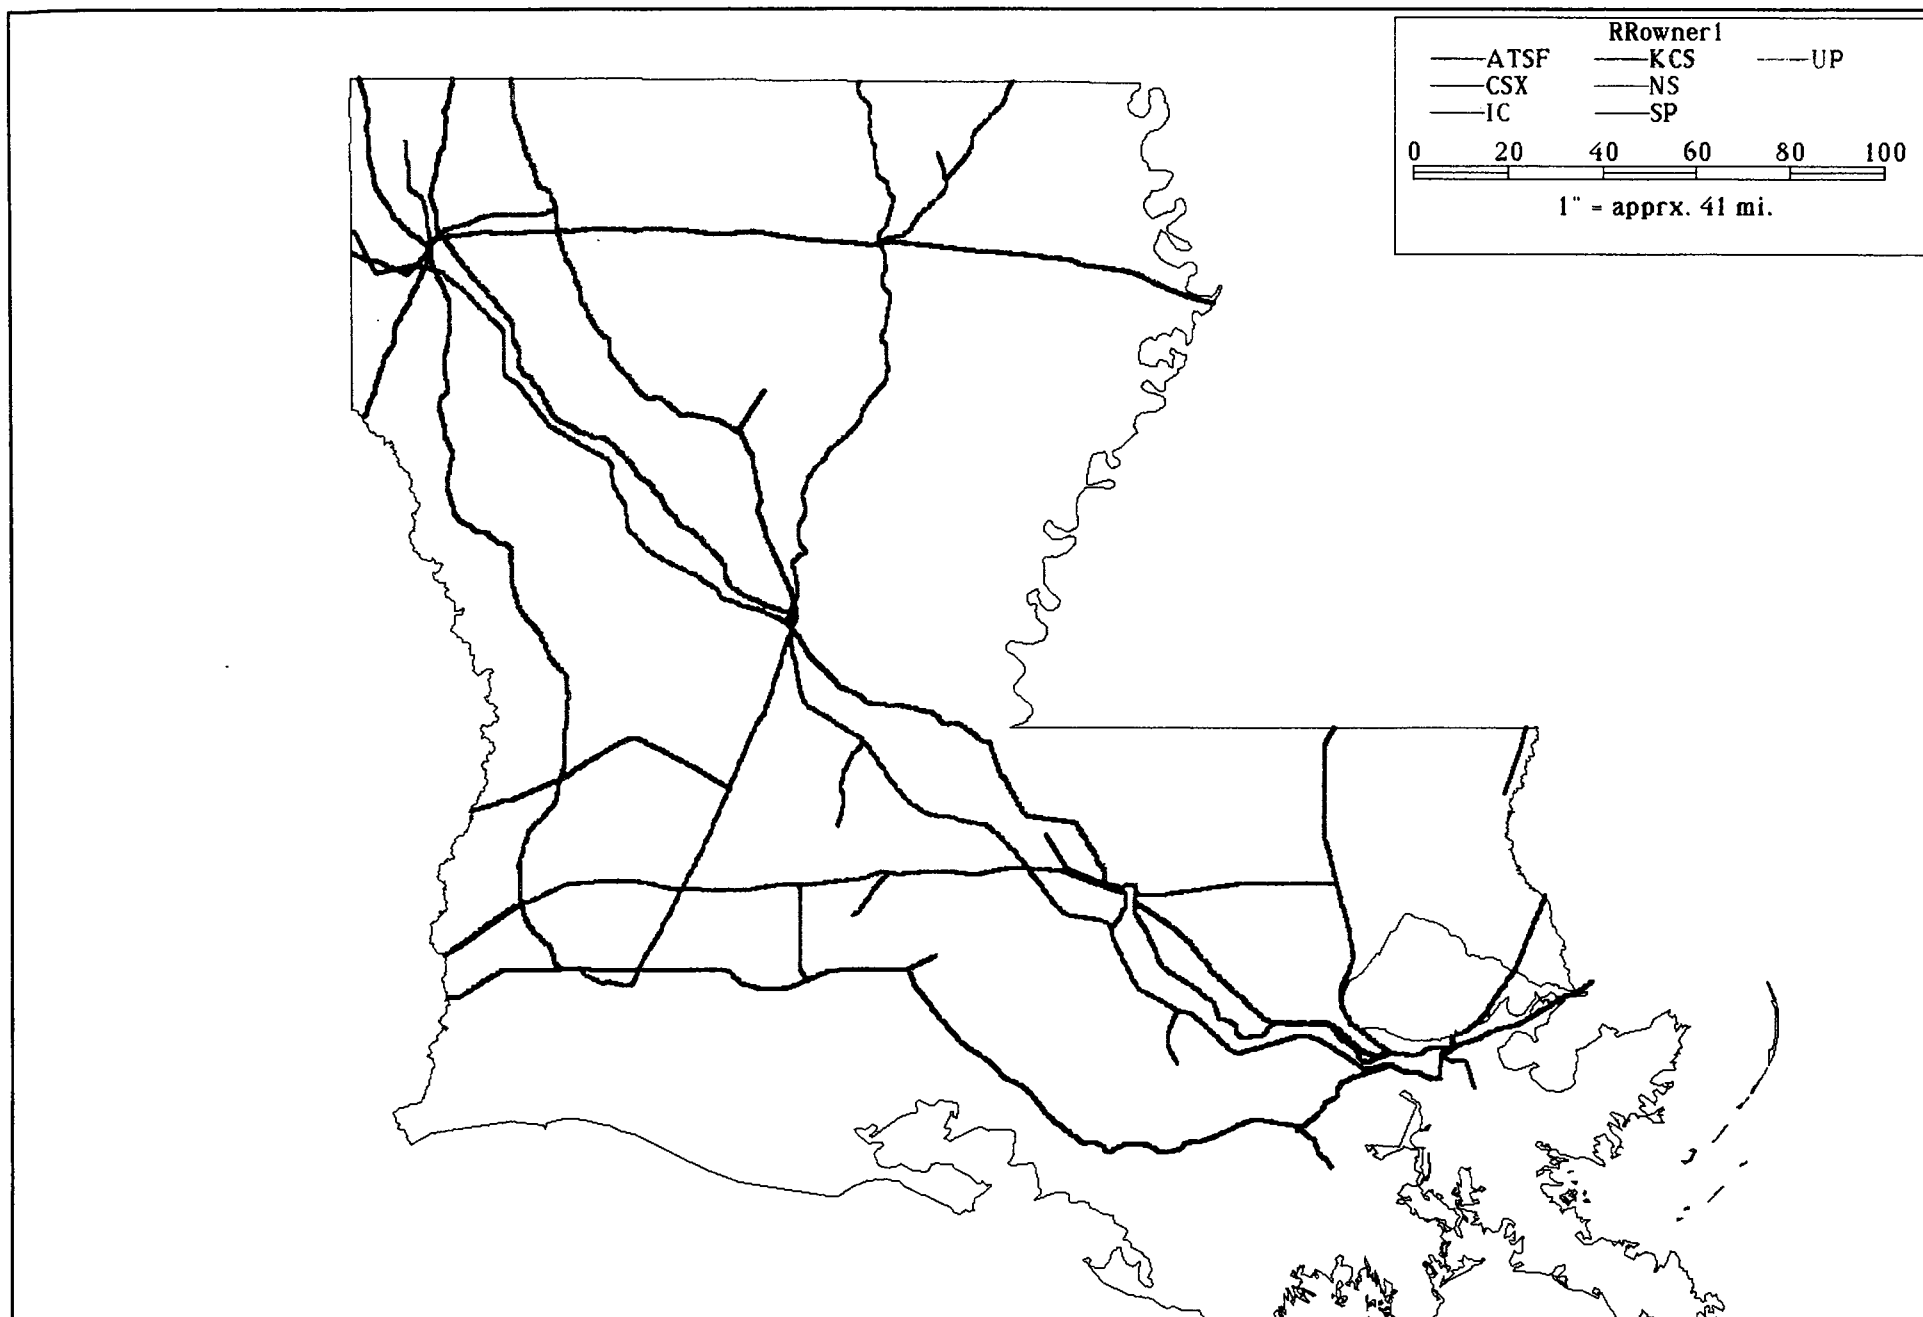 RRowner1
ATSF KCS UP
CSX NS
IC SP
0 20 40 60 80 100
1" = apprx. 41 mi.